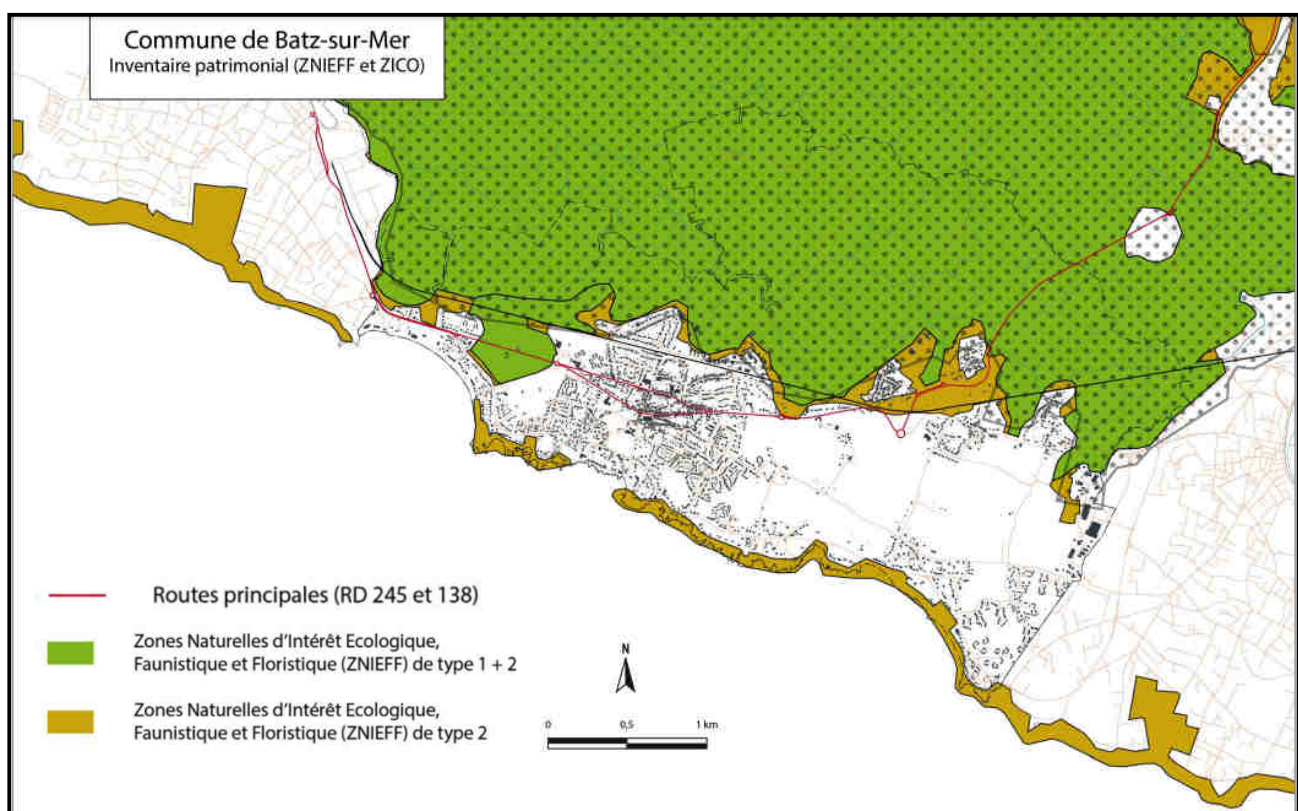 Commune de Batz-sur-Mer
Inventaire patrimonial (ZNIEFF et ZICO)
Routes principales (RD 245 et 138)
Zones Naturelles d'Intérêt Ecologique,
Faunistique et Floristique (ZNIEFF) de type 1 + 2
Zones Naturelles d'Intérêt Ecologique,
Faunistique et Floristique (ZNIEFF) de type 2
N
0 0,5 1 km